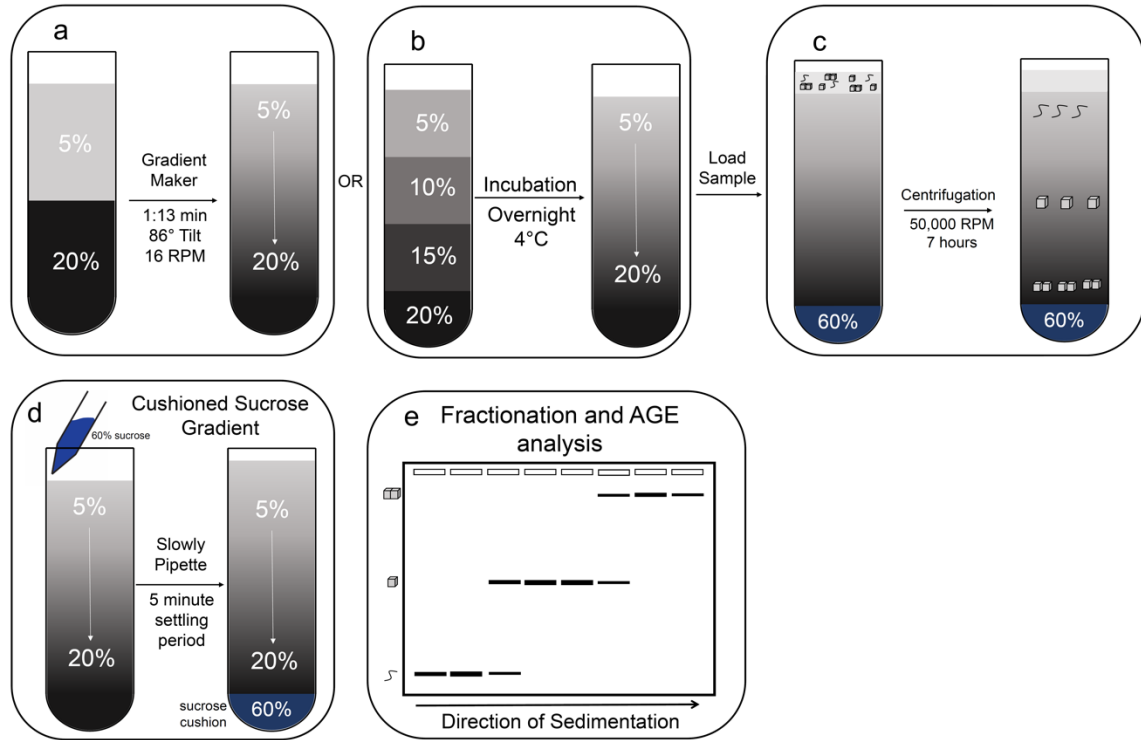 a
5%
20%
Gradient
Maker
1:13 min
86° Tilt
16 RPM
5%
20%
OR
b
5%
10%
15%
20%
Incubation
Overnight
4°C
5%
20%
Load
Sample
c
60%
Centrifugation
50,000 RPM
7 hours
60%
d
Cushioned Sucrose
Gradient
60% sucrose
5%
20%
Slowly
Pipette
5 minute
settling
period
5%
20%
60%
sucrose
cushion
e
Fractionation and AGE
analysis
Direction of Sedimentation